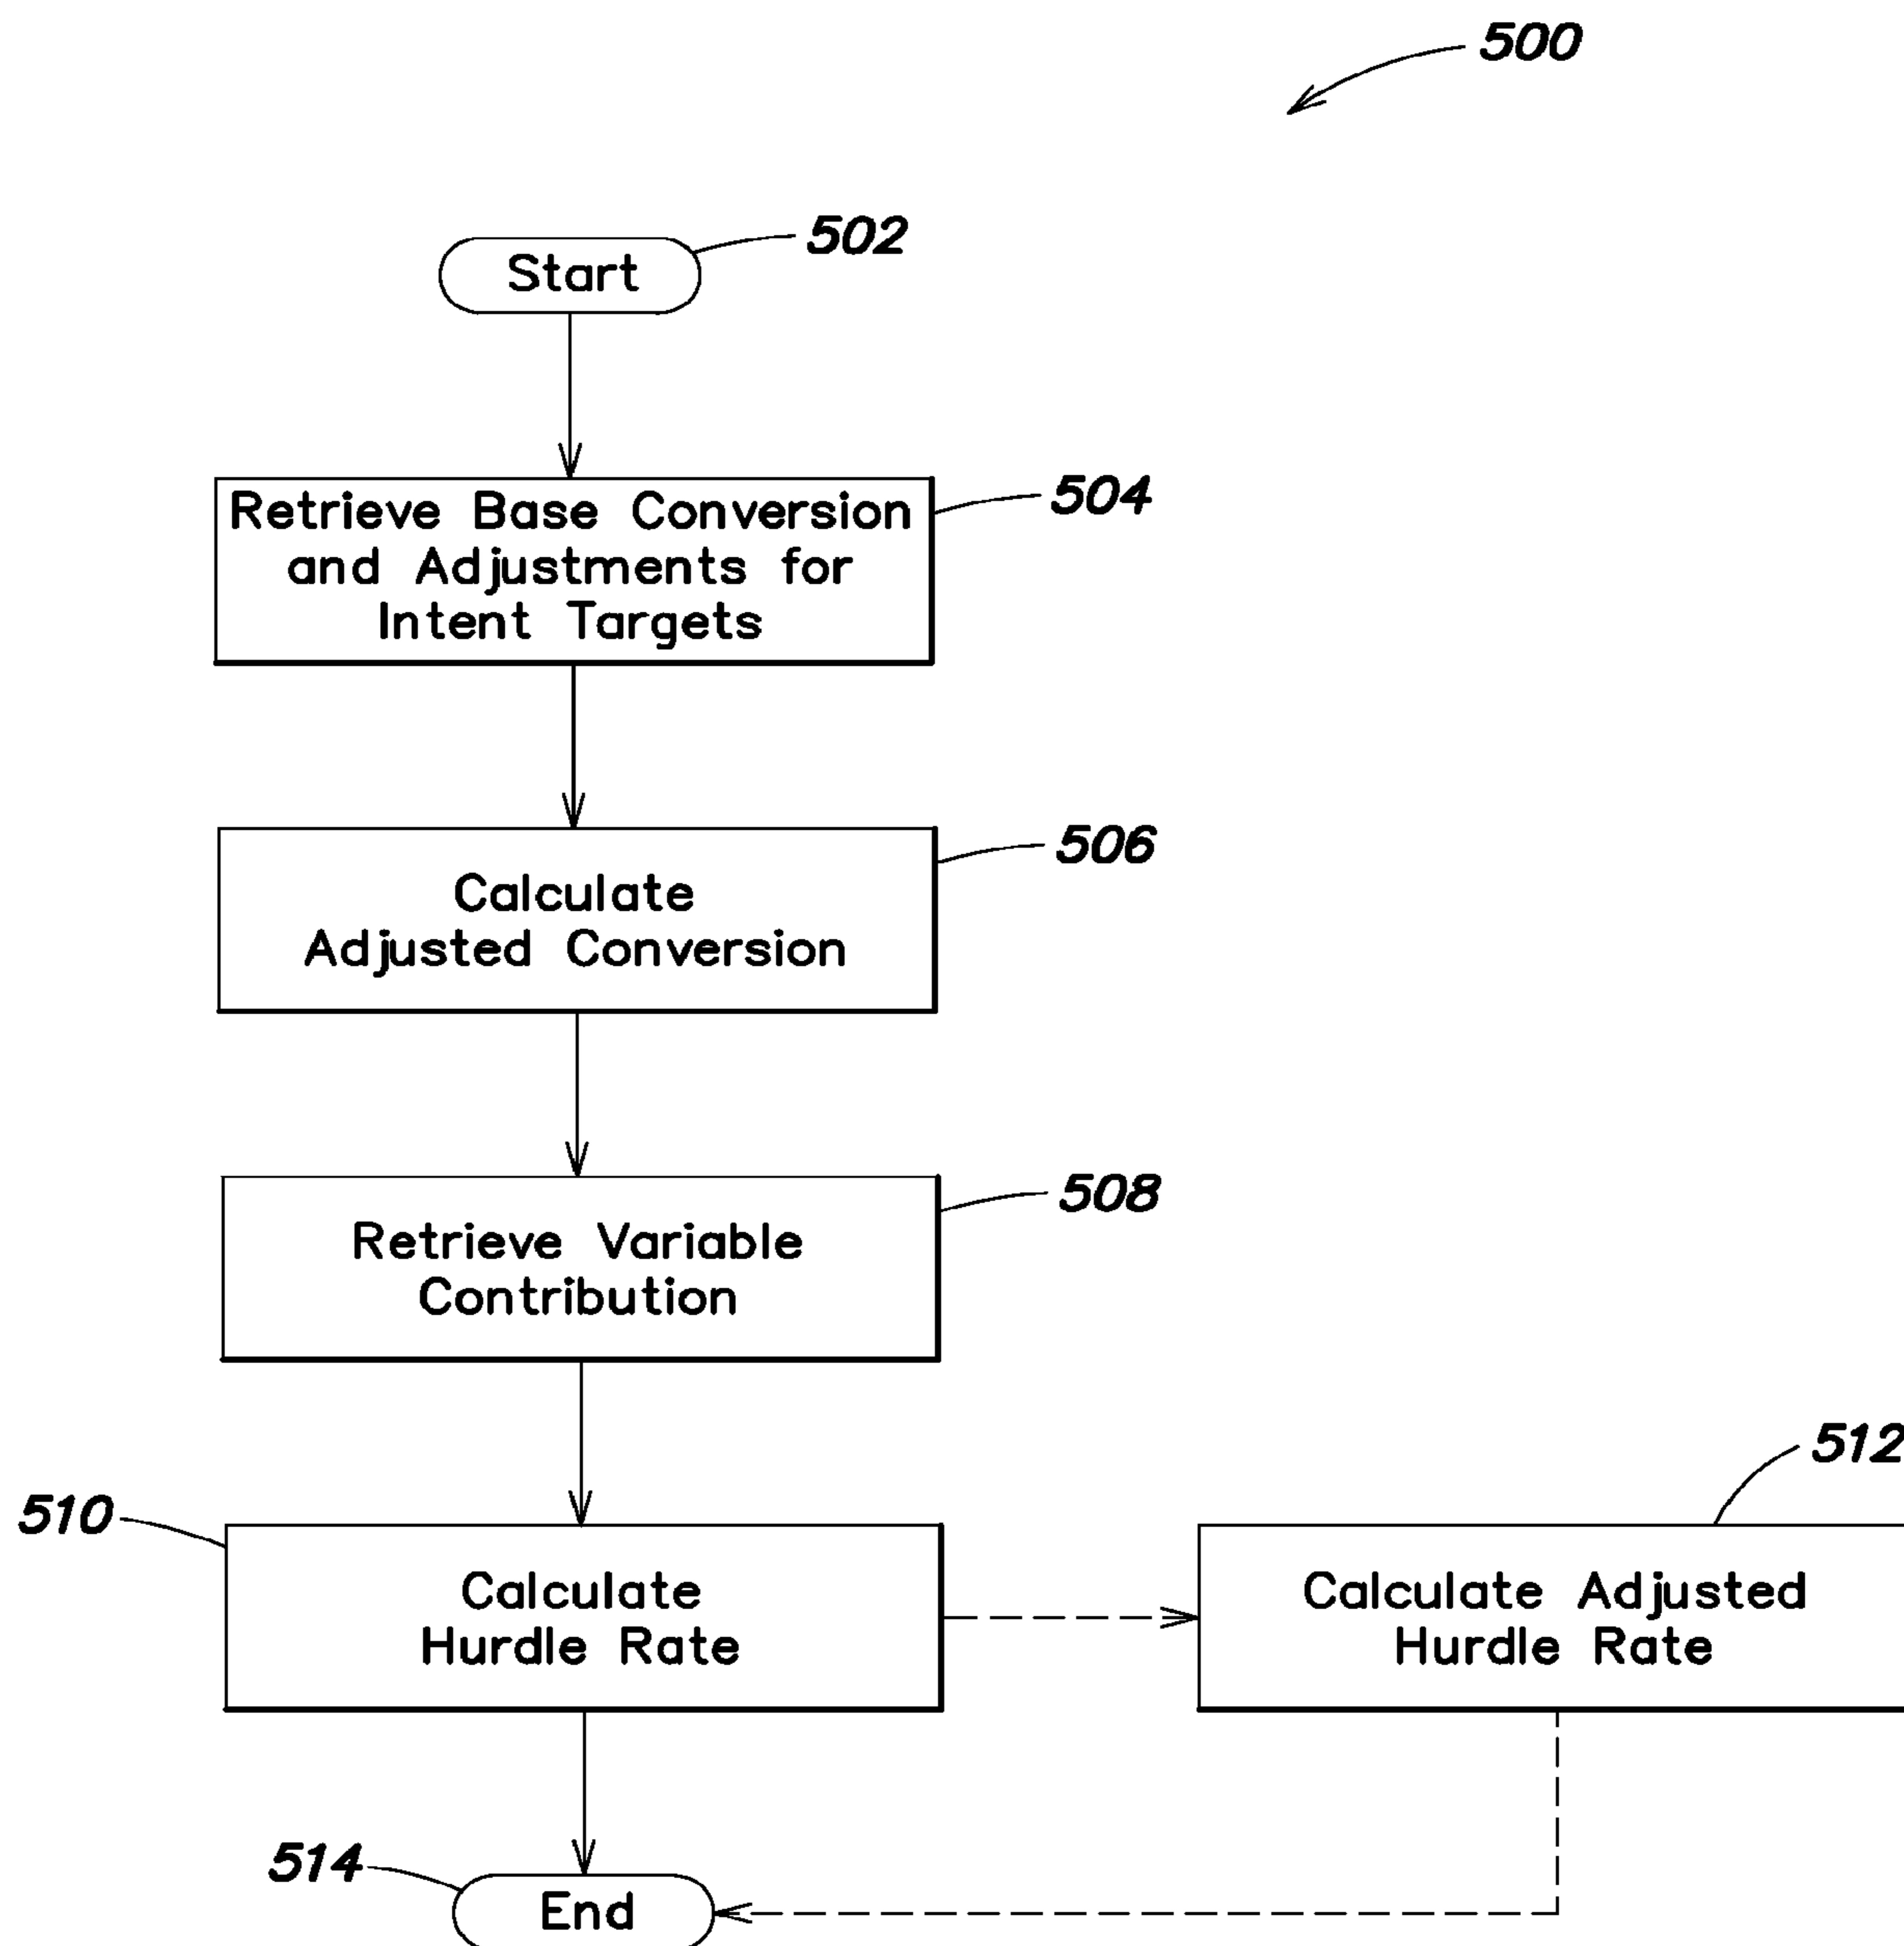 500
502
Start
504
Retrieve Base Conversion
and Adjustments for
Intent Targets
506
Calculate
Adjusted Conversion
508
Retrieve Variable
Contribution
510
Calculate
Hurdle Rate
512
Calculate Adjusted
Hurdle Rate
514
End